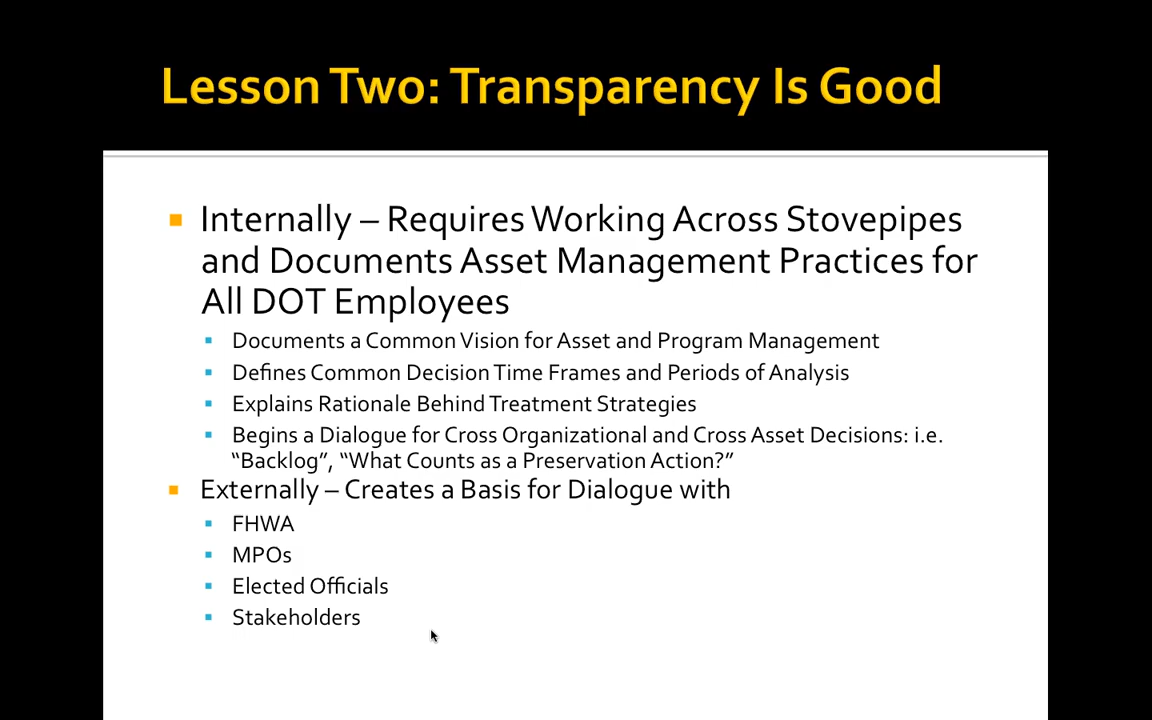 Lesson Two: Transparency Is Good
Internally – Requires Working Across Stovepipes
and Documents Asset Management Practices for
All DOT Employees
Documents a Common Vision for Asset and Program Management
Defines Common Decision Time Frames and Periods of Analysis
Explains Rationale Behind Treatment Strategies
Begins a Dialogue for Cross Organizational and Cross Asset Decisions: i.e.
“Backlog”, “What Counts as a Preservation Action?”
Externally – Creates a Basis for Dialogue with
FHWA
MPOs
Elected Officials
Stakeholders